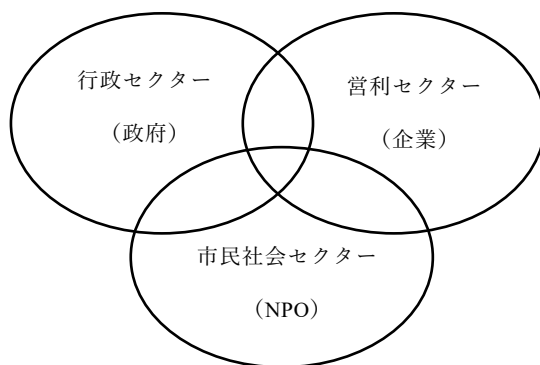 行政セクター
（政府）
営利セクター
（企業）
市民社会セクター
（NPO）